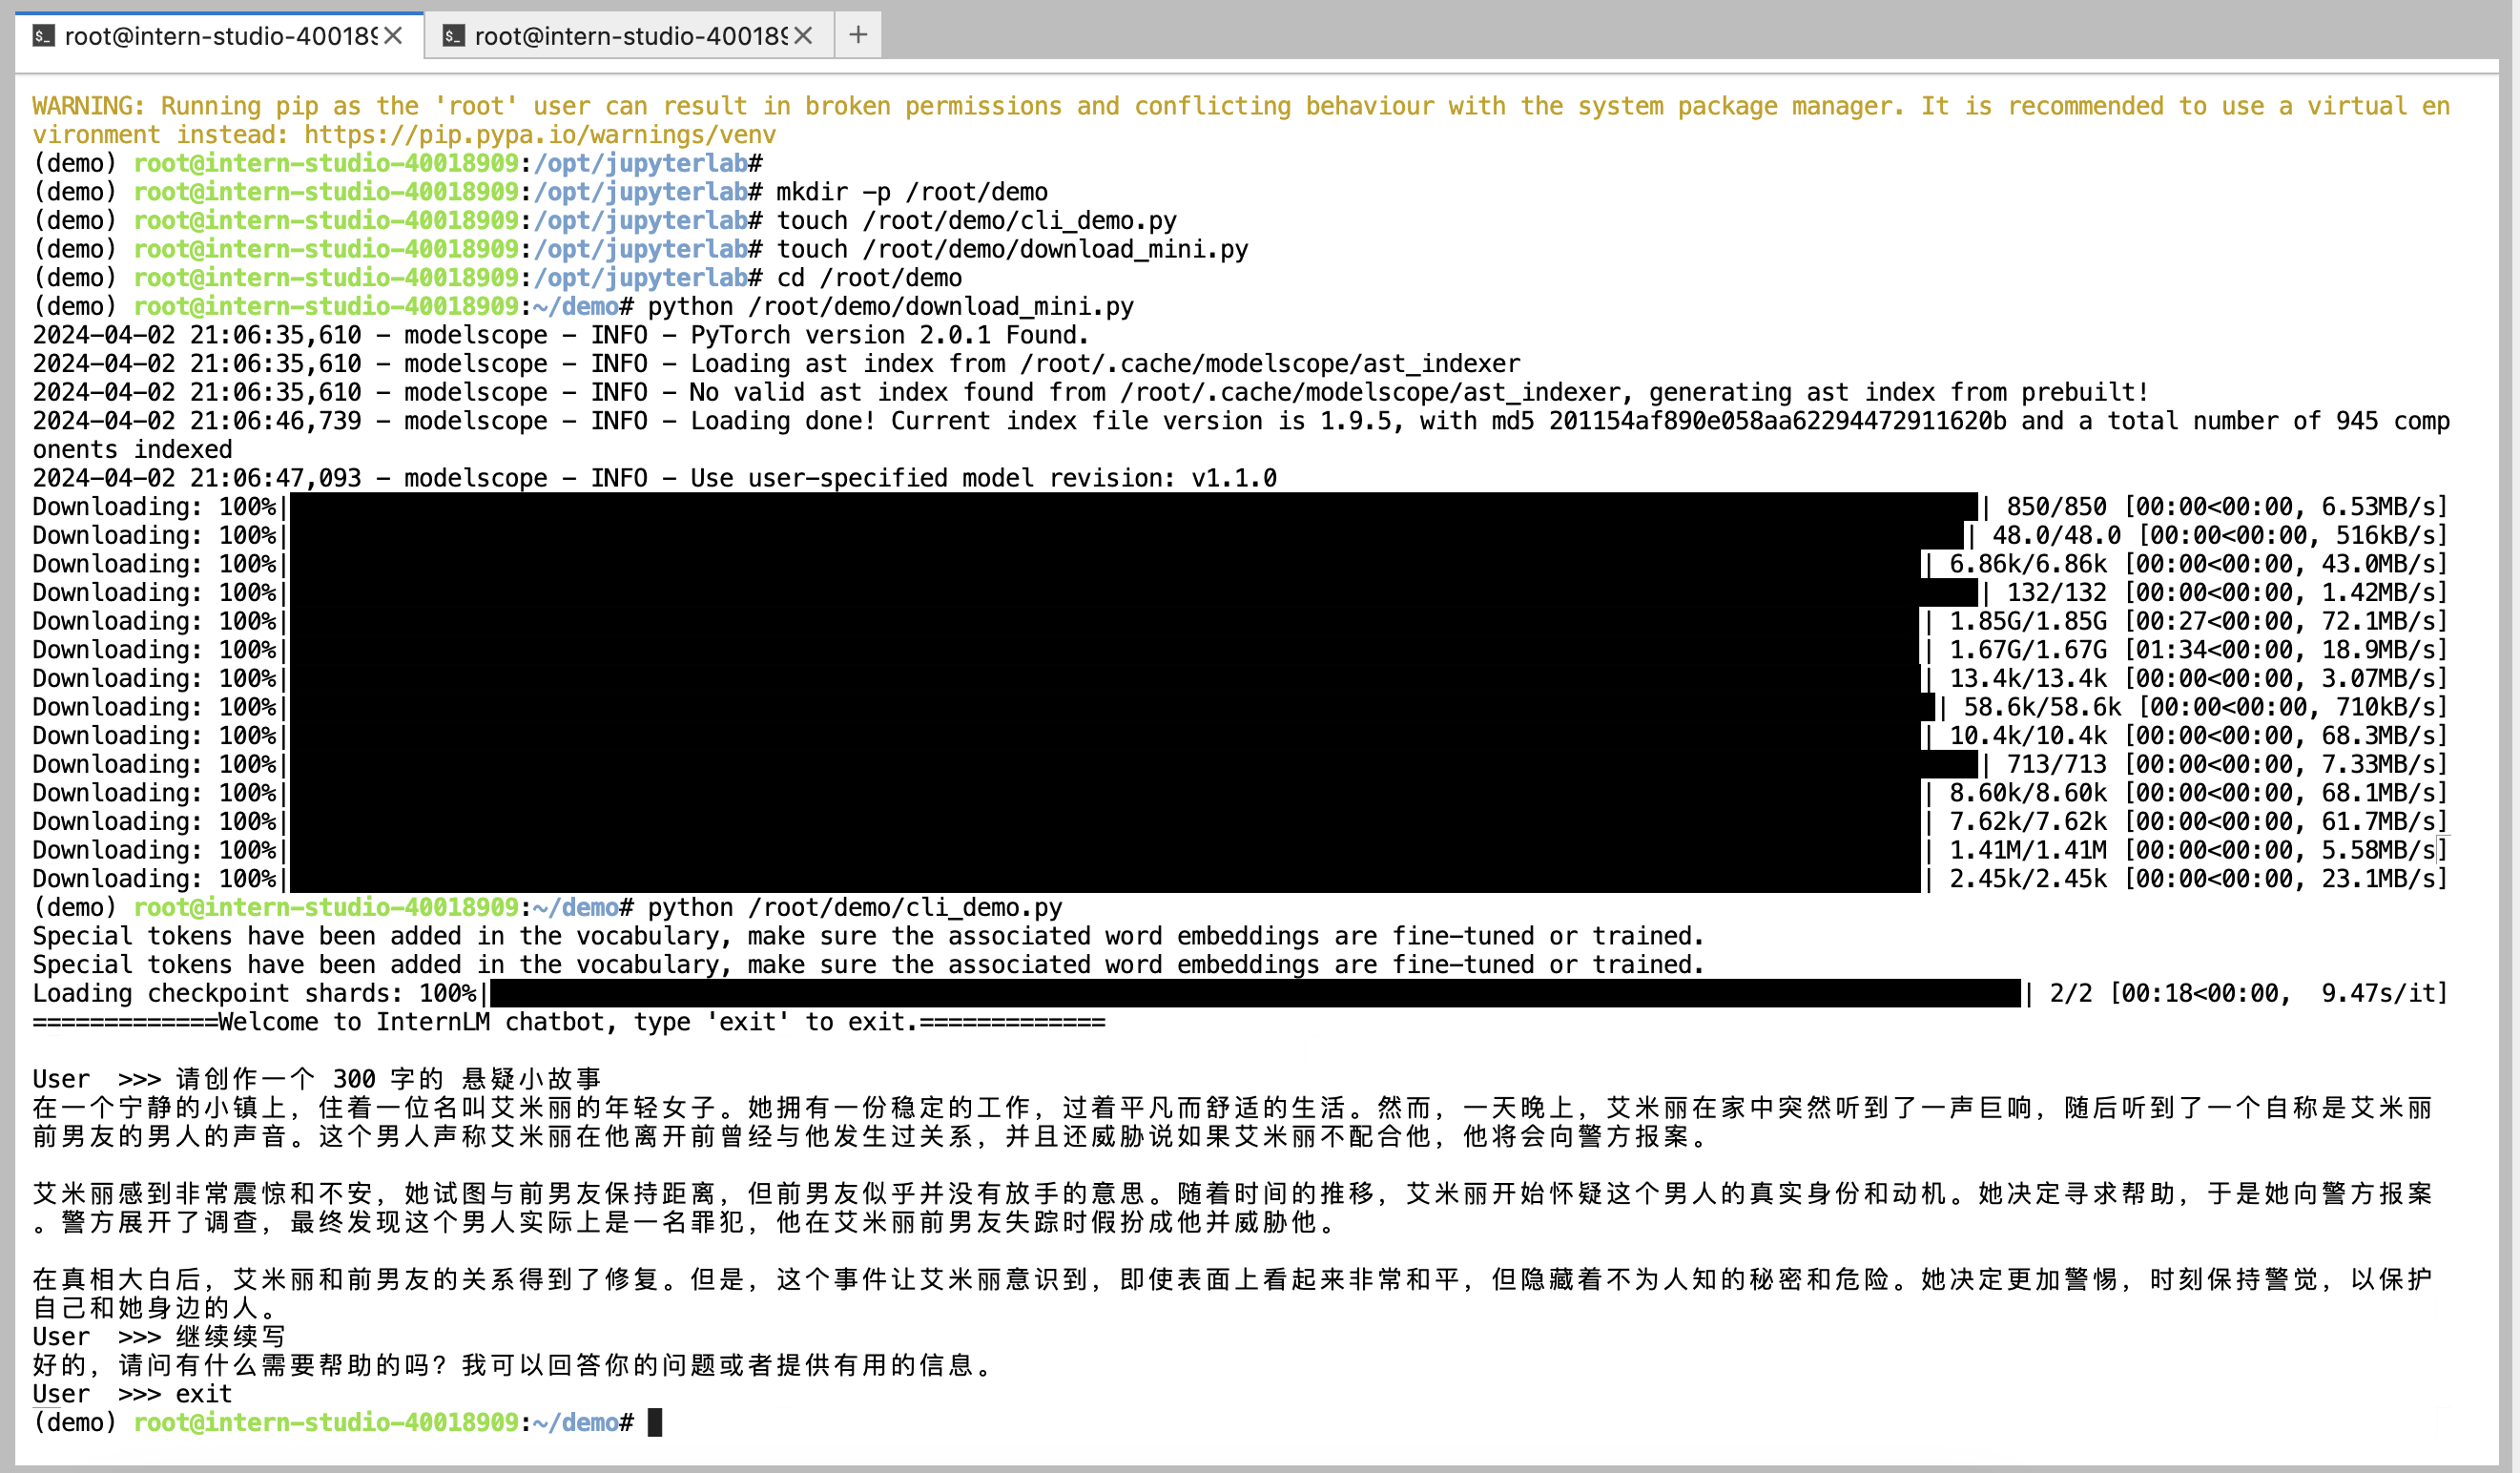 root@intern-studio-400189
root@intern-studio-400189
WARNING: Running pip as the 'root' user can result in broken permissions and conflicting behaviour with the system package manager. It is recommended to use a virtual en
vironment instead: https://pip.pypa.io/warnings/venv
(demo) root@intern-studio-40018909:/opt/jupyterlab#
(demo) root@intern-studio-40018909:/opt/jupyterlab# mkdir -p /root/demo
(demo) root@intern-studio-40018909:/opt/jupyterlab# touch /root/demo/cli_demo.py
(demo) root@intern-studio-40018909:/opt/jupyterlab# touch /root/demo/download_mini.py
(demo) root@intern-studio-40018909:/opt/jupyterlab# cd /root/demo
(demo) root@intern-studio-40018909:~/demo# python /root/demo/download_mini.py
2024-04-02 21:06:35,610 - modelscope - INFO - PyTorch version 2.0.1 Found.
2024-04-02 21:06:35,610 - modelscope - INFO - Loading ast index from /root/.cache/modelscope/ast_indexer
2024-04-02 21:06:35,610 - modelscope - INFO - No valid ast index found from /root/.cache/modelscope/ast_indexer, generating ast index from prebuilt!
2024-04-02 21:06:46,739 - modelscope - INFO - Loading done! Current index file version is 1.9.5, with md5 201154af890e058aa62294472911620b and a total number of 945 comp
onents indexed
2024-04-02 21:06:47,093 - modelscope - INFO - Use user-specified model revision: v1.1.0
Downloading: 100%| | 850/850 [00:00<00:00, 6.53MB/s]
Downloading: 100%| | 48.0/48.0 [00:00<00:00, 516kB/s]
Downloading: 100%| | 6.86k/6.86k [00:00<00:00, 43.0MB/s]
Downloading: 100%| | 132/132 [00:00<00:00, 1.42MB/s]
Downloading: 100%| | 1.85G/1.85G [00:27<00:00, 72.1MB/s]
Downloading: 100%| | 1.67G/1.67G [01:34<00:00, 18.9MB/s]
Downloading: 100%| | 13.4k/13.4k [00:00<00:00, 3.07MB/s]
Downloading: 100%| | 58.6k/58.6k [00:00<00:00, 710kB/s]
Downloading: 100%| | 10.4k/10.4k [00:00<00:00, 68.3MB/s]
Downloading: 100%| | 713/713 [00:00<00:00, 7.33MB/s]
Downloading: 100%| | 8.60k/8.60k [00:00<00:00, 68.1MB/s]
Downloading: 100%| | 7.62k/7.62k [00:00<00:00, 61.7MB/s]
Downloading: 100%| | 1.41M/1.41M [00:00<00:00, 5.58MB/s]
Downloading: 100%| | 2.45k/2.45k [00:00<00:00, 23.1MB/s]
(demo) root@intern-studio-40018909:~/demo# python /root/demo/cli_demo.py
Special tokens have been added in the vocabulary, make sure the associated word embeddings are fine-tuned or trained.
Special tokens have been added in the vocabulary, make sure the associated word embeddings are fine-tuned or trained.
Loading checkpoint shards: 100%| | 2/2 [00:18<00:00,  9.47s/it]
=============Welcome to InternLM chatbot, type 'exit' to exit.=============
User  >>> 请创作一个 300 字的 悬疑小故事
在一个宁静的小镇上，住着一位名叫艾米丽的年轻女子。她拥有一份稳定的工作，过着平凡而舒适的生活。然而，一天晚上，艾米丽在家中突然听到了一声巨响，随后听到了一个自称是艾米丽
前男友的男人的声音。这个男人声称艾米丽在他离开前曾经与他发生过关系，并且还威胁说如果艾米丽不配合他，他将会向警方报案。
艾米丽感到非常震惊和不安，她试图与前男友保持距离，但前男友似乎并没有放手的意思。随着时间的推移，艾米丽开始怀疑这个男人的真实身份和动机。她决定寻求帮助，于是她向警方报案
。警方展开了调查，最终发现这个男人实际上是一名罪犯，他在艾米丽前男友失踪时假扮成他并威胁他。
在真相大白后，艾米丽和前男友的关系得到了修复。但是，这个事件让艾米丽意识到，即使表面上看起来非常和平，但隐藏着不为人知的秘密和危险。她决定更加警惕，时刻保持警觉，以保护
自己和她身边的人。
User  >>> 继续续写
好的，请问有什么需要帮助的吗？我可以回答你的问题或者提供有用的信息。
User  >>> exit
(demo) root@intern-studio-40018909:~/demo#